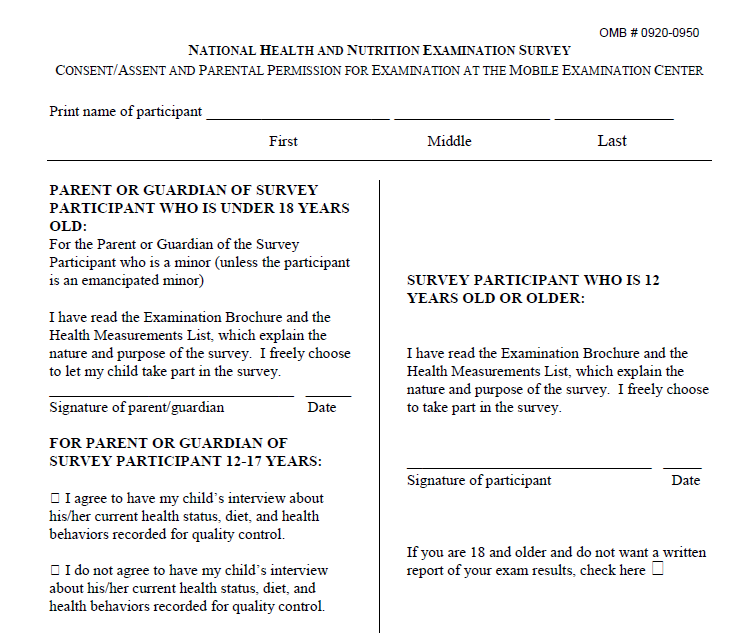 OMB # 0920-0950
NATIONAL HEALTH AND NUTRITION EXAMINATION SURVEY
CONSENT/ASSENT AND PARENTAL PERMISSION FOR EXAMINATION AT THE MOBILE EXAMINATION CENTER
Print name of participant
First Middle Last
PARENT OR GUARDIAN OF SURVEY
PARTICIPANT WHO IS UNDER 18 YEARS
OLD:
For the Parent or Guardian of the Survey
Participant who is a minor (unless the participant
is an emancipated minor)
I have read the Examination Brochure and the
Health Measurements List, which explain the
nature and purpose of the survey.  I freely choose
to let my child take part in the survey.
Signature of parent/guardian Date
FOR PARENT OR GUARDIAN OF
SURVEY PARTICIPANT 12-17 YEARS:
☐ I agree to have my child’s interview about
his/her current health status, diet, and health
behaviors recorded for quality control.
☐ I do not agree to have my child’s interview
about his/her current health status, diet, and
health behaviors recorded for quality control.
SURVEY PARTICIPANT WHO IS 12
YEARS OLD OR OLDER:
I have read the Examination Brochure and the
Health Measurements List, which explain the
nature and purpose of the survey.  I freely choose
to take part in the survey.
Signature of participant Date
If you are 18 and older and do not want a written
report of your exam results, check here ☐